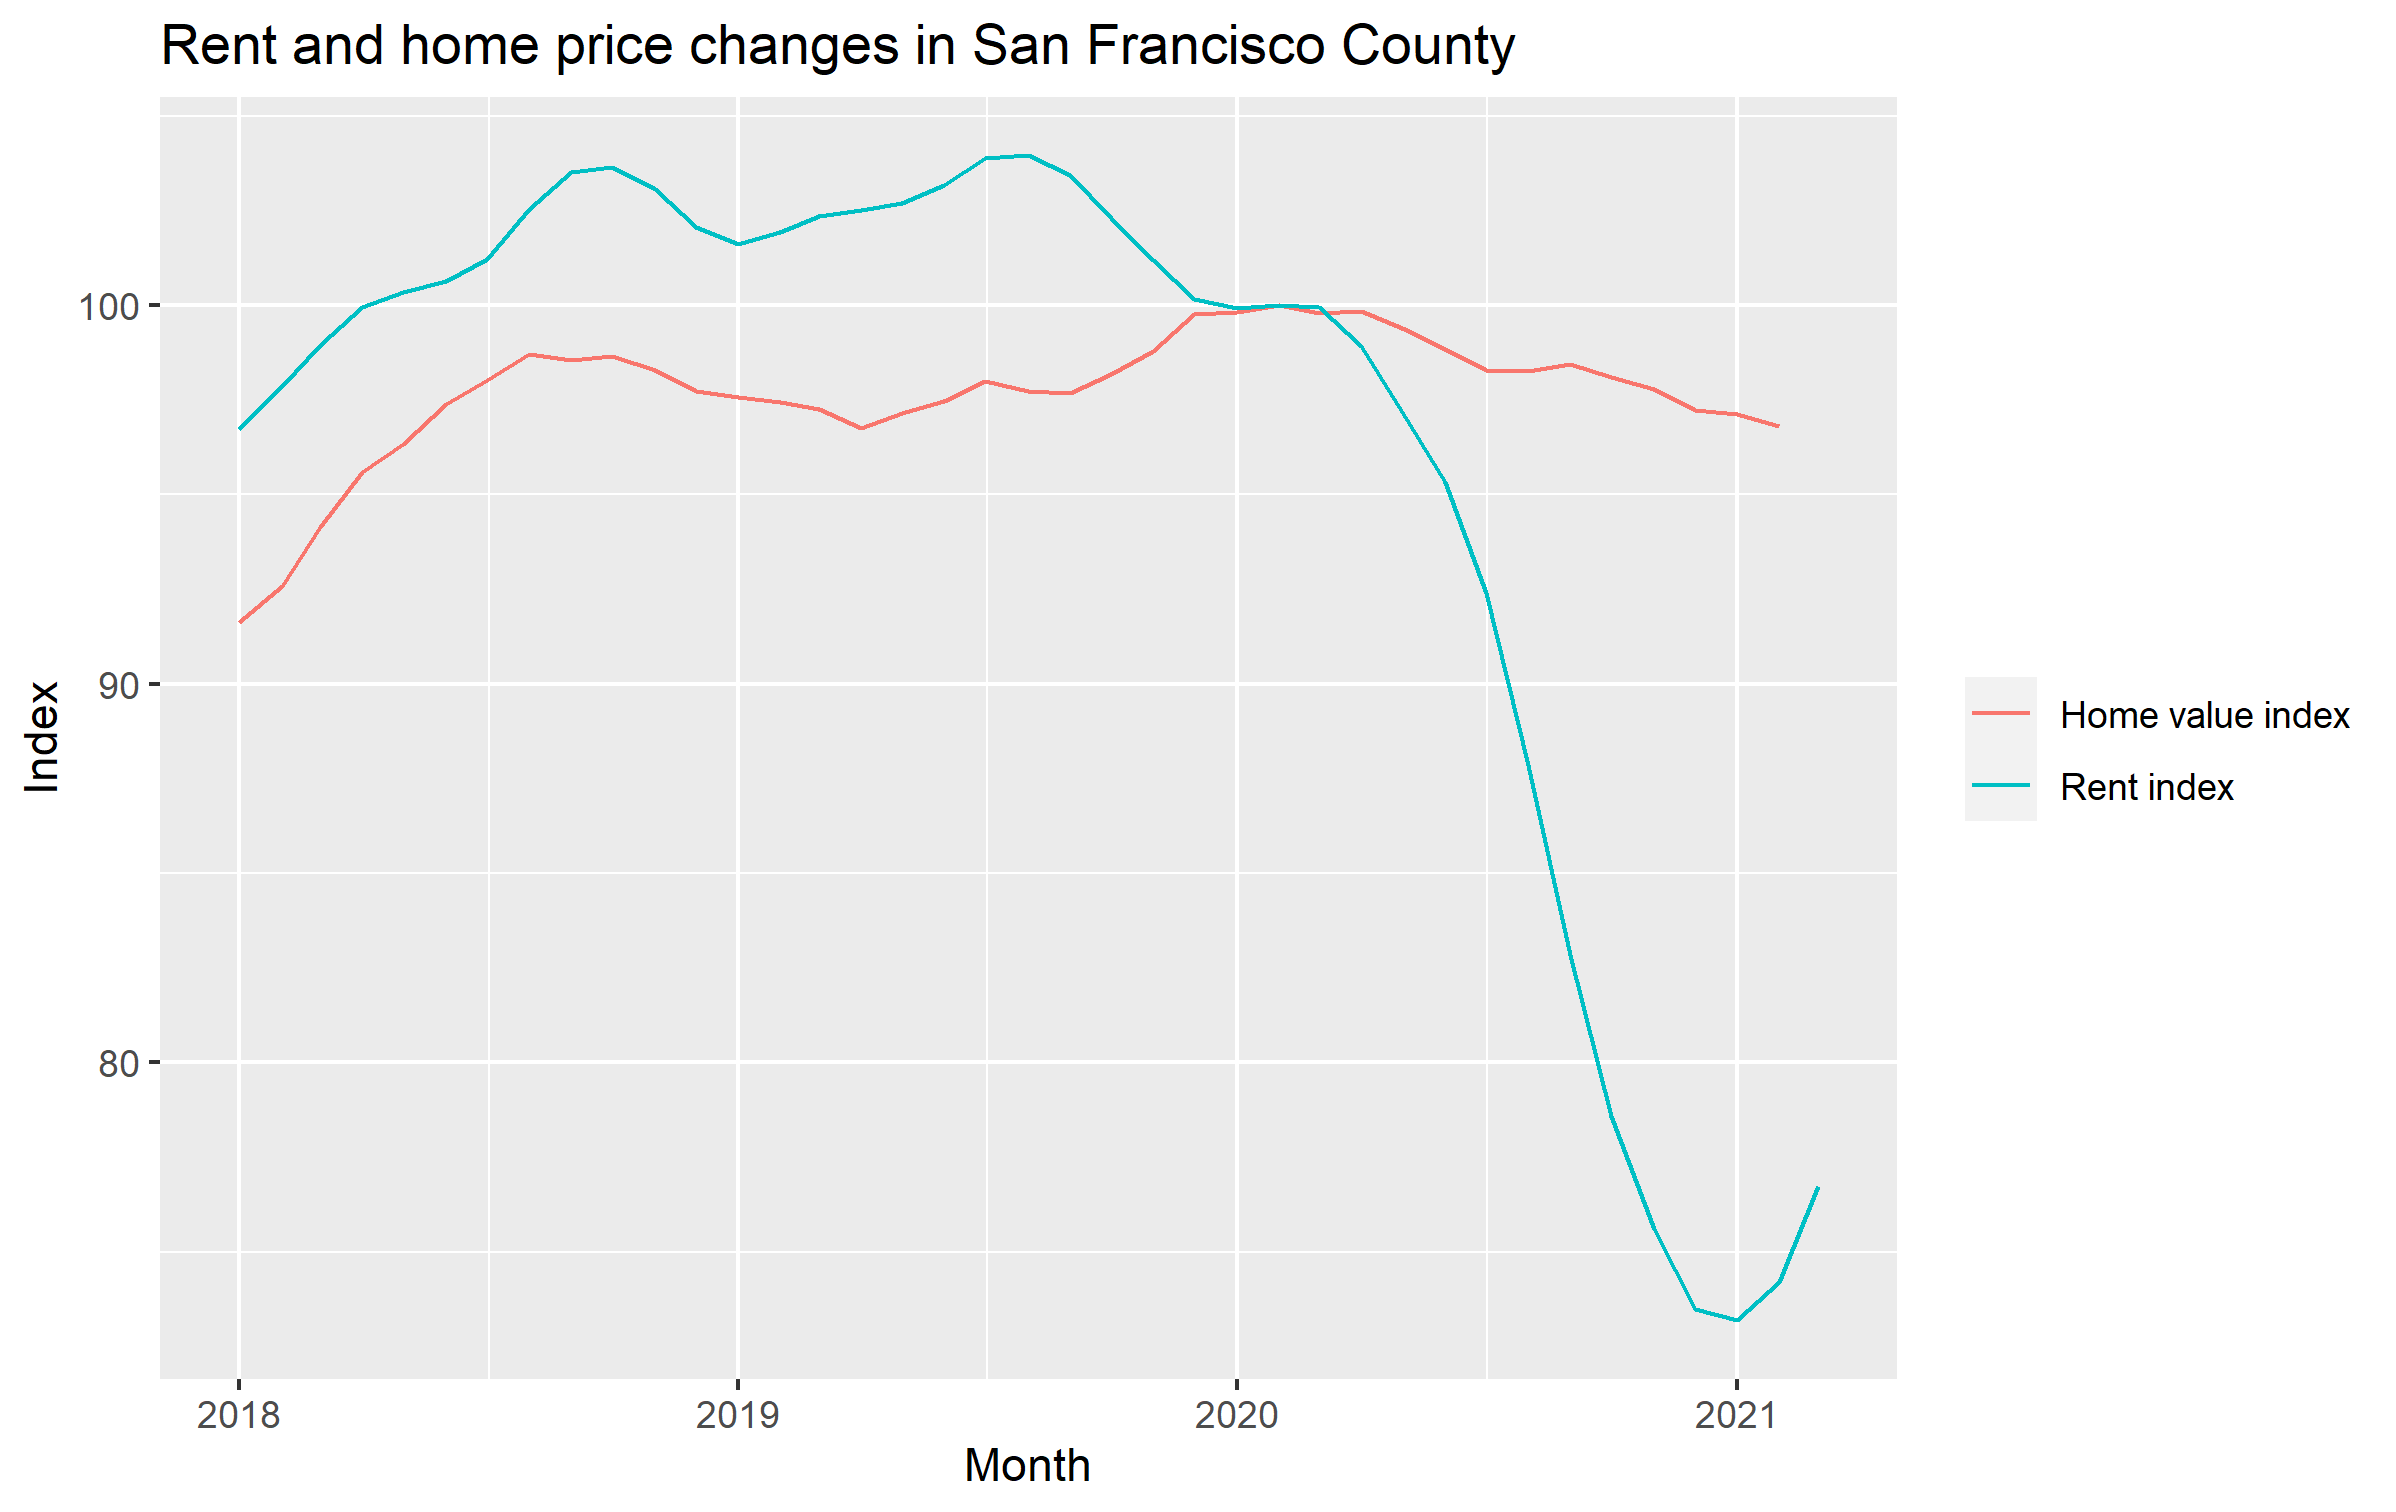 Rent and home price changes in San Francisco County
100
90
80
Index
2018 2019 2020 2021
Month
Home value index
Rent index